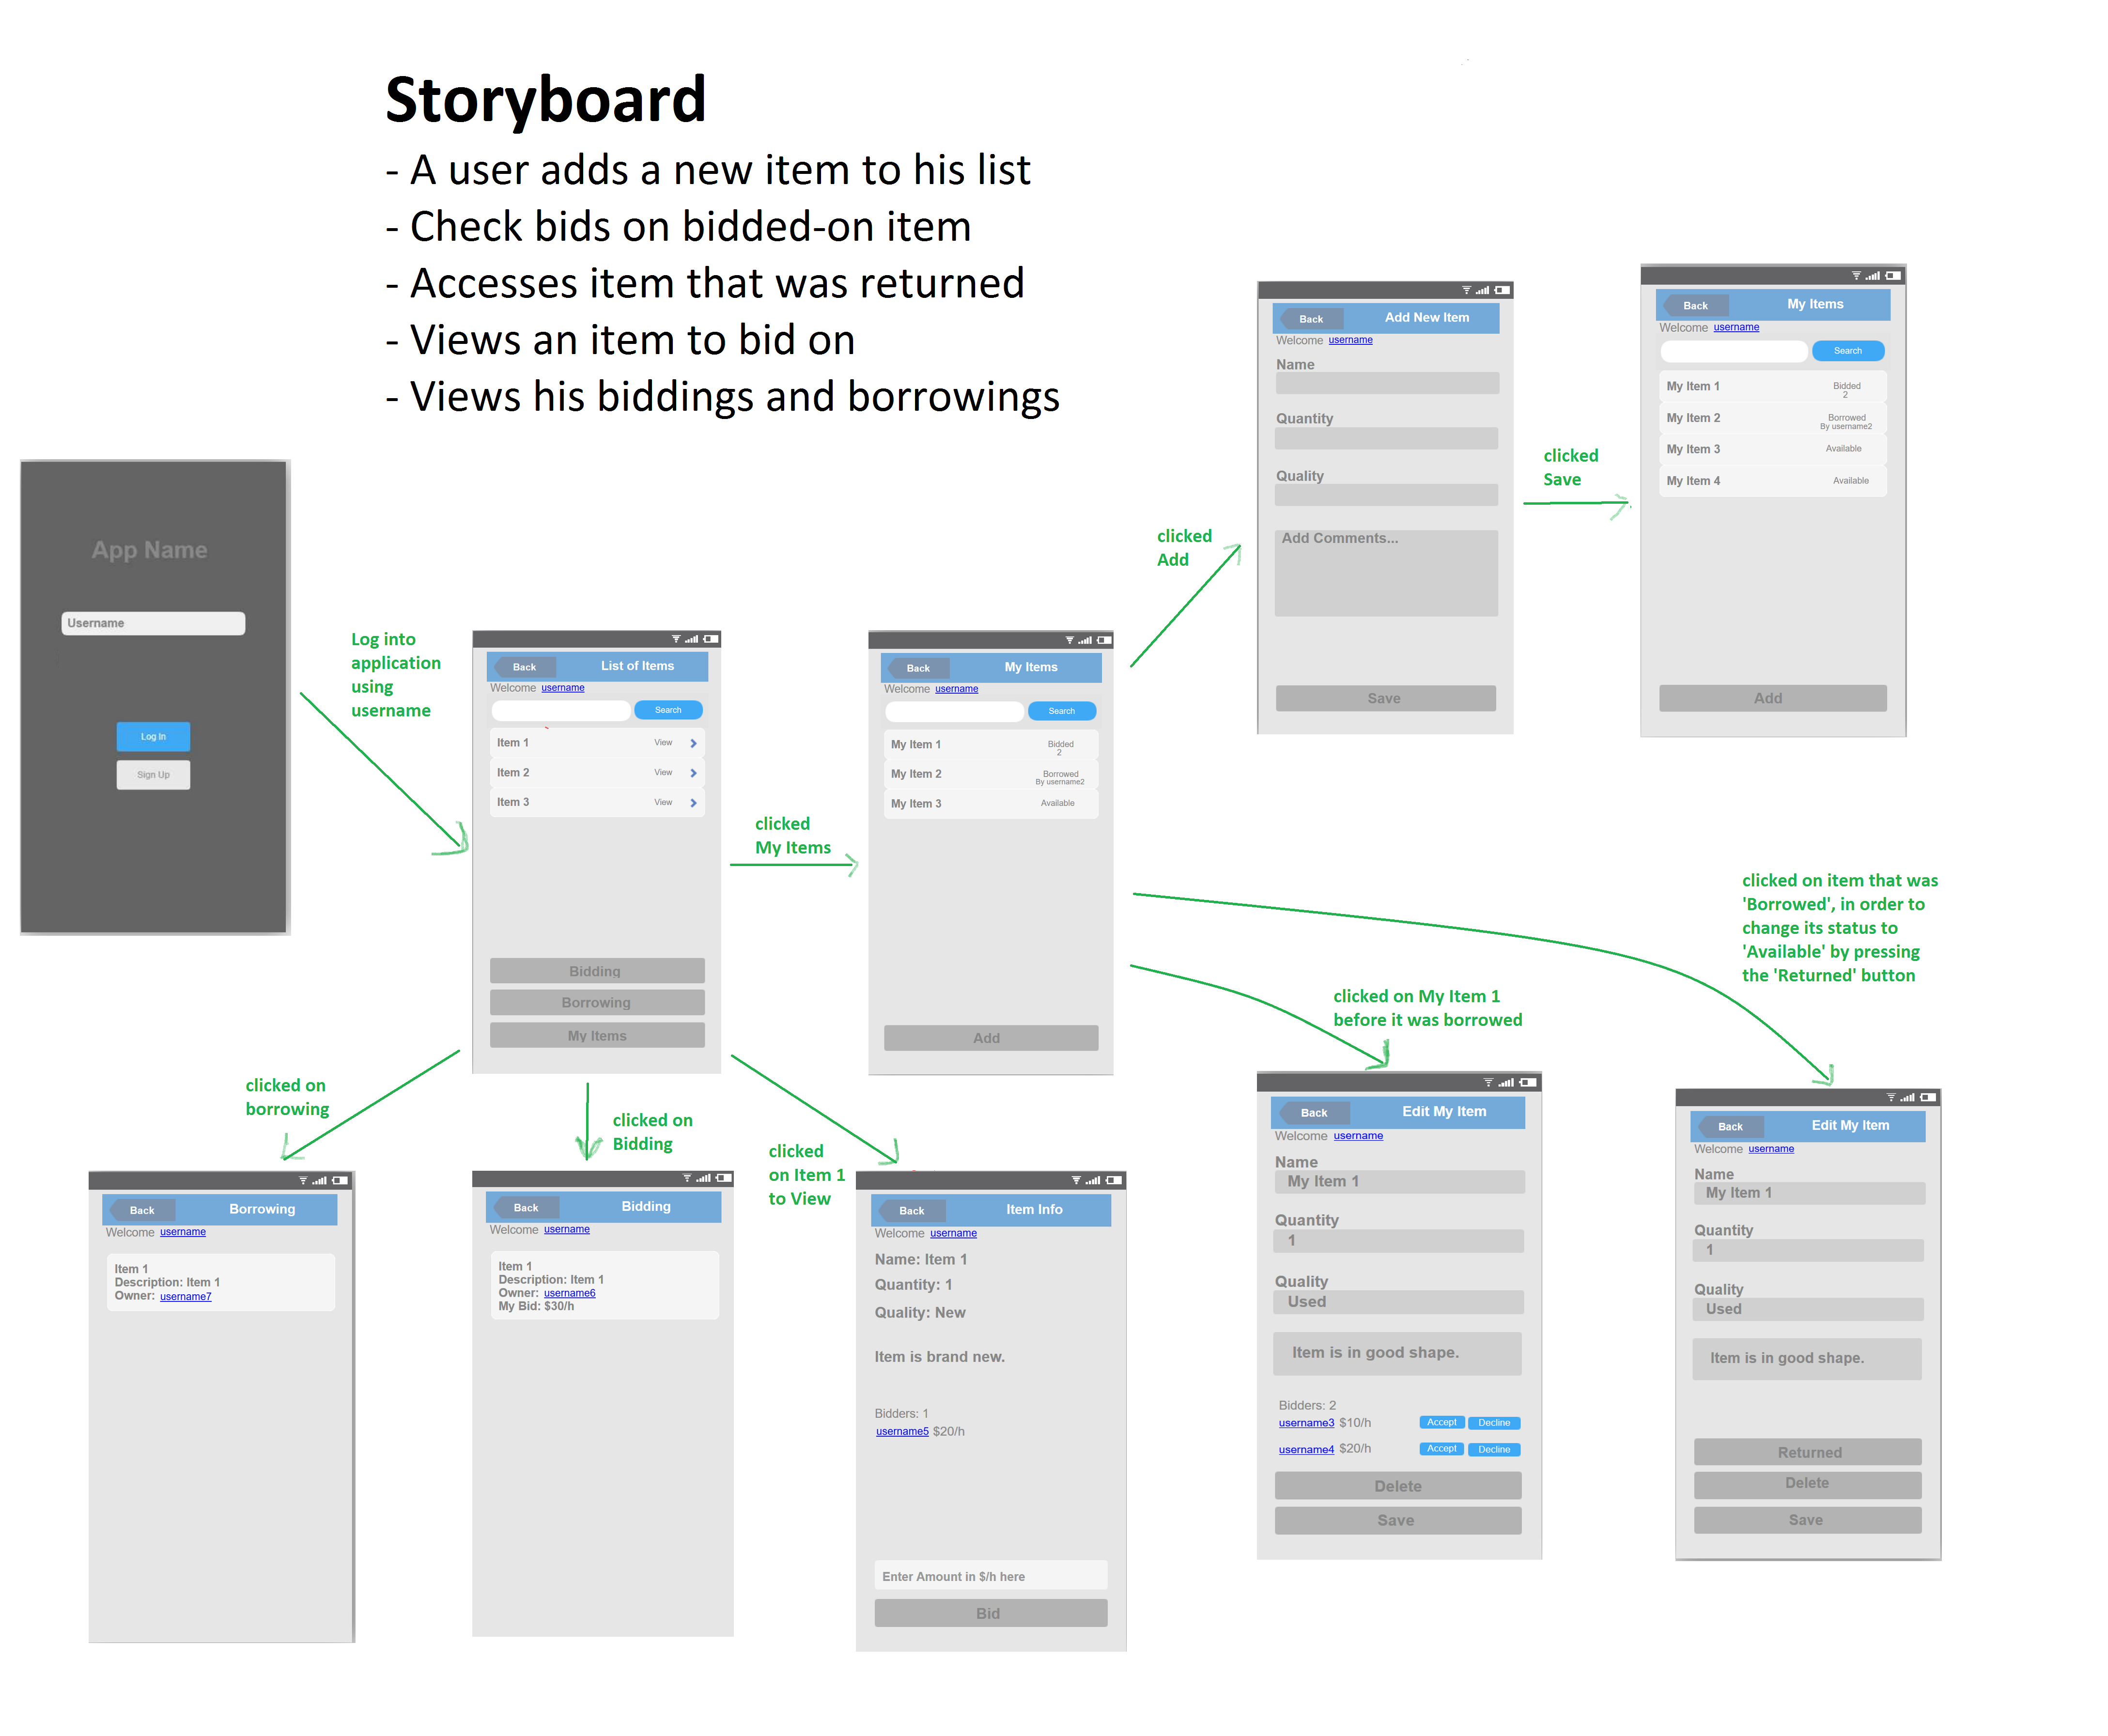 Storyboard
- A user adds a new item to his list
- Check bids on bidded-on item
- Accesses item that was returned
- Views an item to bid on
- Views his biddings and borrowings
App Name
Username
Log In
Sign Up
Log into
application
using
username
Back List of Items
Welcome username
Search
Item 1 View
Item 2 View
Item 3 View
Bidding
Borrowing
My Items
clicked
My Items
Back My Items
Welcome username
Search
My Item 1 Bidded
2
My Item 2 Borrowed
By username2
My Item 3 Available
Add
clicked
Add
Back Add New Item
Welcome username
Name
Quantity
Quality
Add Comments...
Save
clicked
Save
Back My Items
Welcome username
Search
My Item 1 Bidded
2
My Item 2 Borrowed
By username2
My Item 3 Available
My Item 4 Available
Add
clicked on item that was
'Borrowed', in order to
change its status to
'Available' by pressing
the 'Returned' button
clicked on My Item 1
before it was borrowed
clicked on
borrowing
clicked on
Bidding
clicked
on Item 1
to View
Back Borrowing
Welcome username
Item 1
Description: Item 1
Owner: username7
Back Bidding
Welcome username
Item 1
Description: Item 1
Owner: username6
My Bid: $30/h
Back Item Info
Welcome username
Name: Item 1
Quantity: 1
Quality: New
Item is brand new.
Bidders: 1
username5 $20/h
Enter Amount in $/h here
Bid
Back Edit My Item
Welcome username
Name
My Item 1
Quantity
1
Quality
Used
Item is in good shape.
Bidders: 2
username3 $10/h Accept Decline
username4 $20/h Accept Decline
Delete
Save
Back Edit My Item
Welcome username
Name
My Item 1
Quantity
1
Quality
Used
Item is in good shape.
Returned
Delete
Save